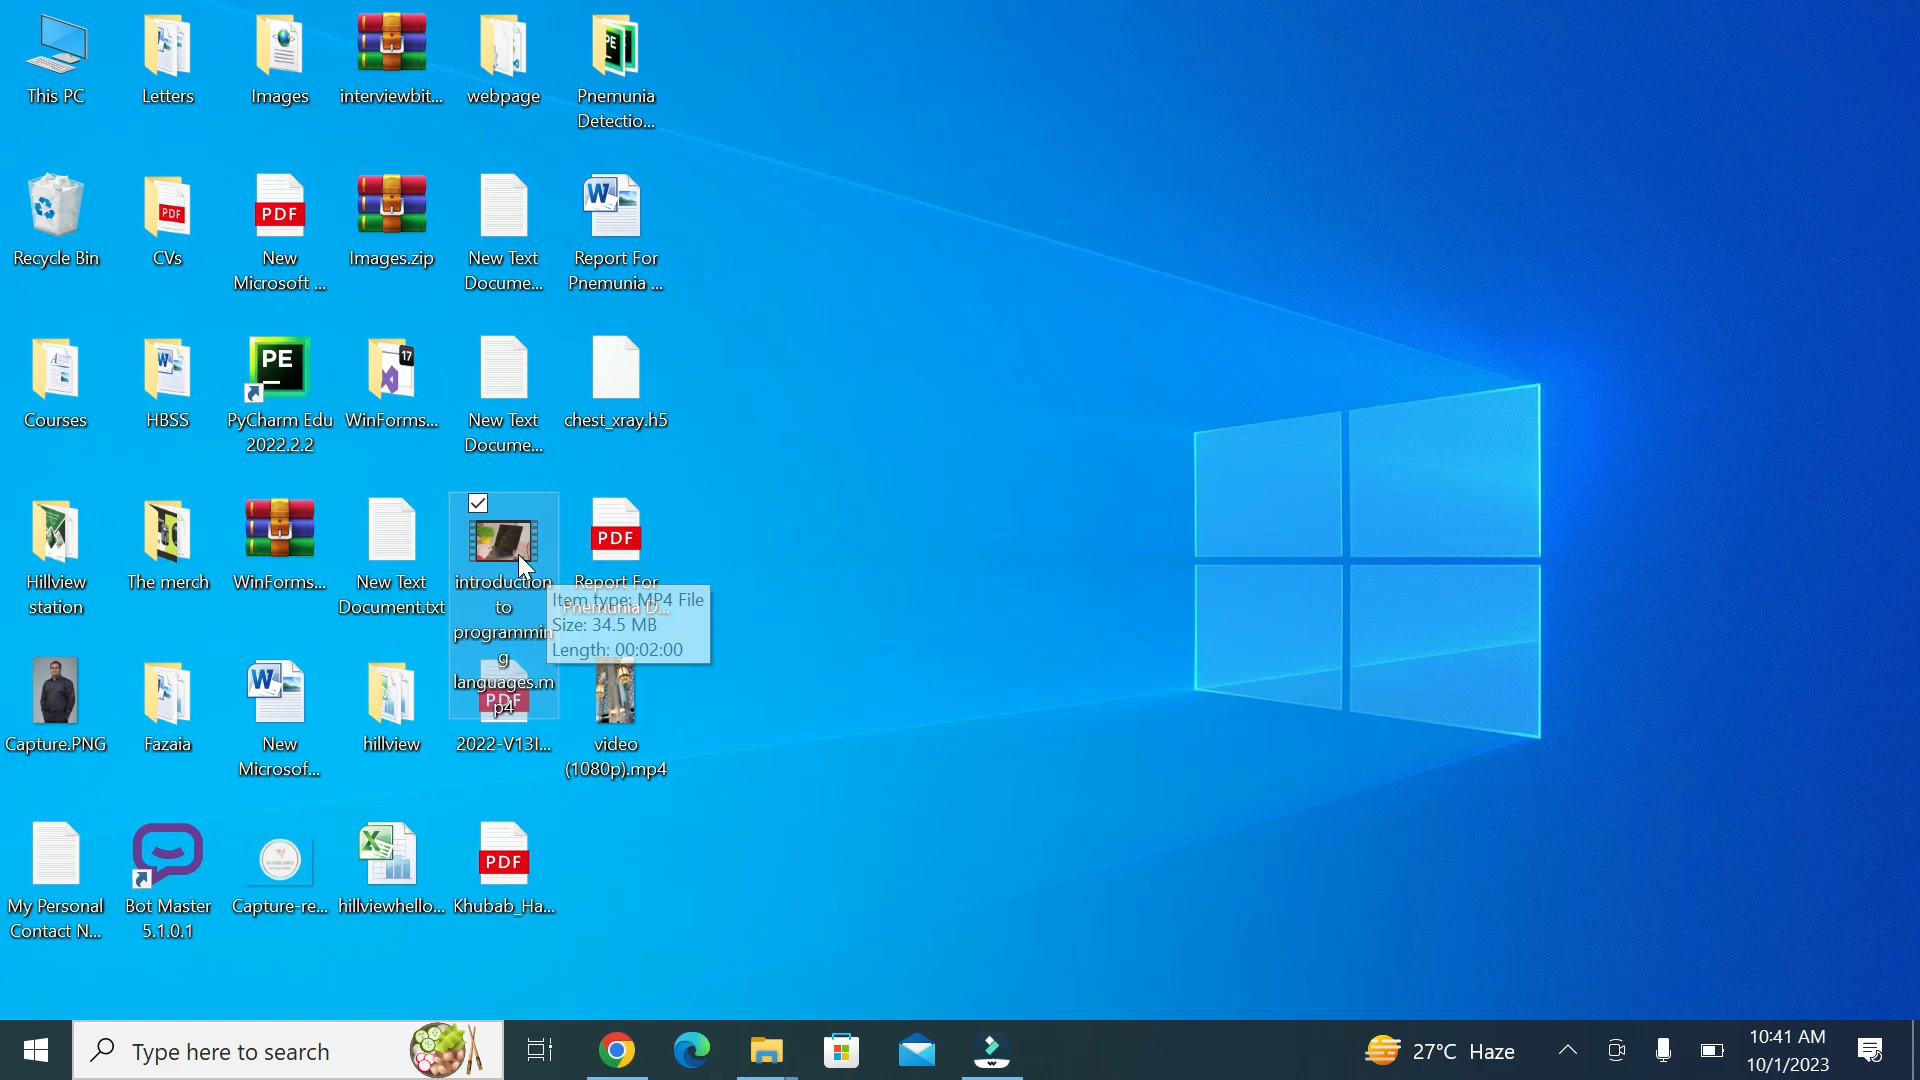 This PC
Letters
Images
interviewbit...
webpage
Pnemunia
Detectio...
Recycle Bin
PDF
CVs
PDF
New
Microsoft ...
Images.zip
New Text
Docume...
W
Report For
Pnemunia ...
Courses
W
HBSS
PE
PyCharm Edu
2022.2.2
17
WinForms...
New Text
Docume...
chest_xray.h5
Hillview
station
The merch
WinForms...
New Text
Document.txt
introduction
to
programmin
g
languages.m
p4
PDF
Report For
Pnemunia D...
Item type: MP4 File
Size: 34.5 MB
Length: 00:02:00
Capture.PNG
Fazaia
W
New
Microsof...
hillview
PDF
2022-V13I...
video
(1080p).mp4
My Personal
Contact N...
Bot Master
5.1.0.1
Capture-re...
X
hillviewhello...
PDF
Khubab_Ha...
Type here to search
27°C Haze
10:41 AM
10/1/2023